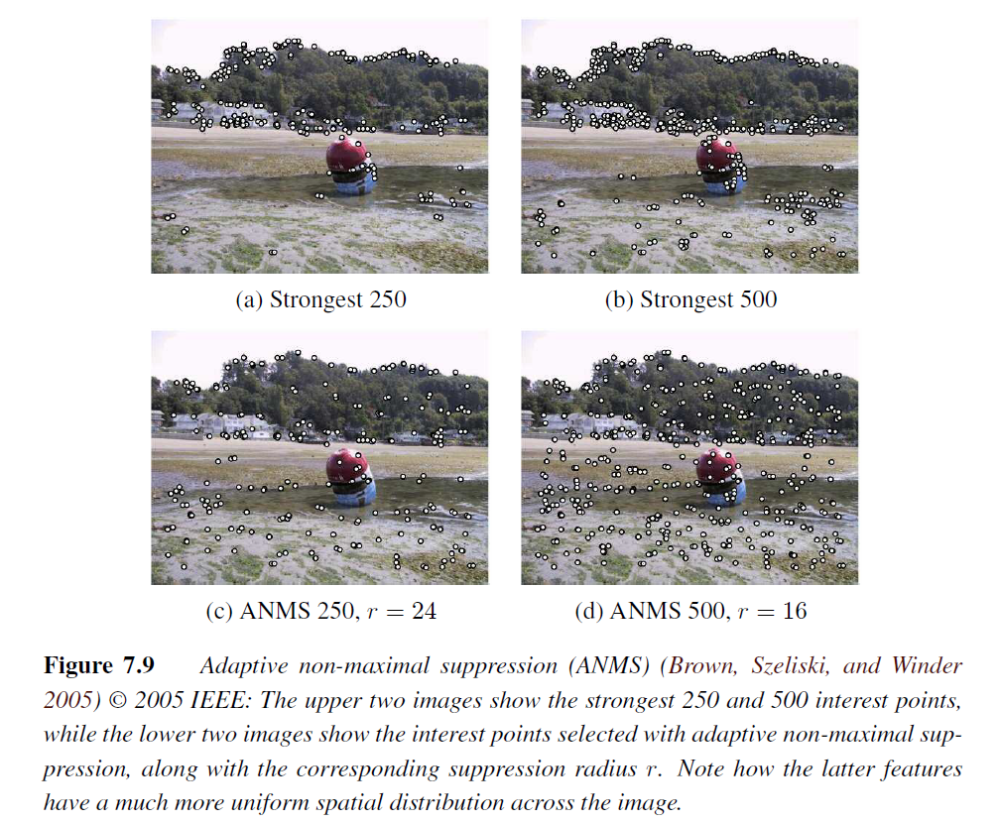 (a) Strongest 250
(b) Strongest 500
(c) ANMS 250, r = 24
(d) ANMS 500, r = 16
Figure 7.9 Adaptive non-maximal suppression (ANMS) (Brown, Szeliski, and Winder
2005) © 2005 IEEE: The upper two images show the strongest 250 and 500 interest points,
while the lower two images show the interest points selected with adaptive non-maximal sup-
pression, along with the corresponding suppression radius r. Note how the latter features
have a much more uniform spatial distribution across the image.